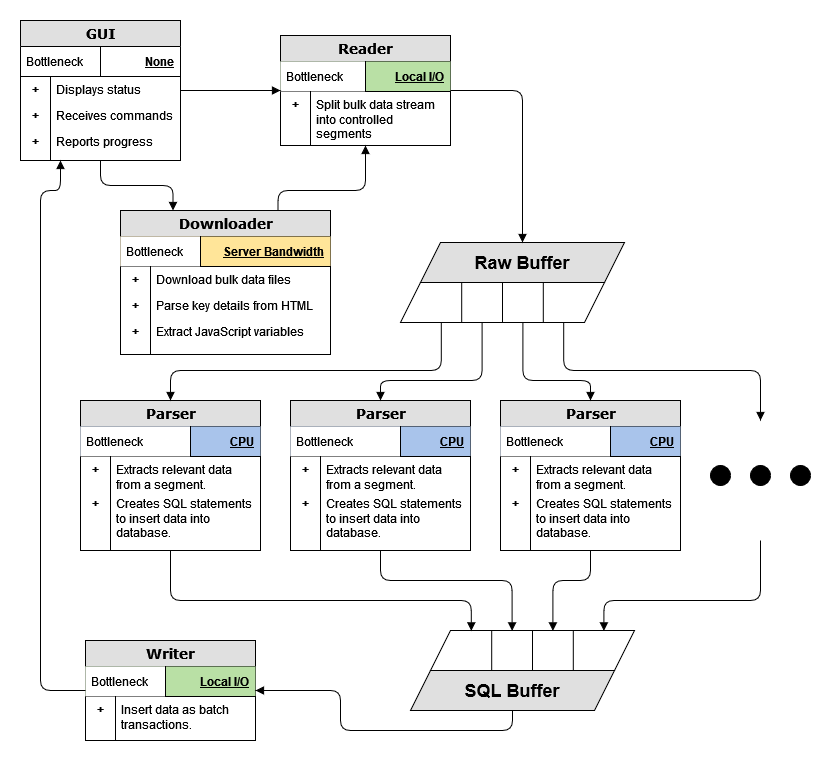 GUI
Bottleneck None
+ Displays status
+ Receives commands
+ Reports progress
Reader
Bottleneck Local I/O
+ Split bulk data stream
into controlled
segments
Downloader
Bottleneck Server Bandwidth
+ Download bulk data files
+ Parse key details from HTML
+ Extract JavaScript variables
Raw Buffer
Parser
Bottleneck CPU
+ Extracts relevant data
from a segment.
+ Creates SQL statements
to insert data into
database.
Parser
Bottleneck CPU
+ Extracts relevant data
from a segment.
+ Creates SQL statements
to insert data into
database.
Parser
Bottleneck CPU
+ Extracts relevant data
from a segment.
+ Creates SQL statements
to insert data into
database.
Writer
Bottleneck Local I/O
+ Insert data as batch
transactions.
SQL Buffer